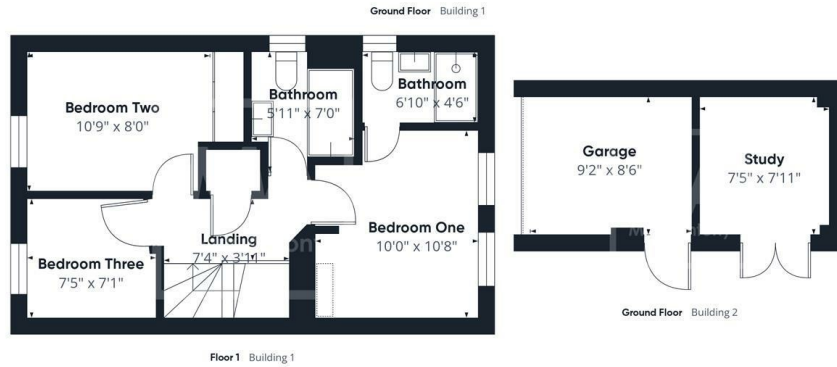 Ground Floor Building 1
Bedroom Two
10'9" x 8'0"
Bathroom
5'11" x 7'0"
Bathroom
6'10" x 4'6"
Garage
9'2" x 8'6"
Study
7'5" x 7'11"
Landing
7'4" x 3'11"
Bedroom One
10'0" x 10'8"
Bedroom Three
7'5" x 7'1"
Ground Floor Building 2
Floor 1 Building 1